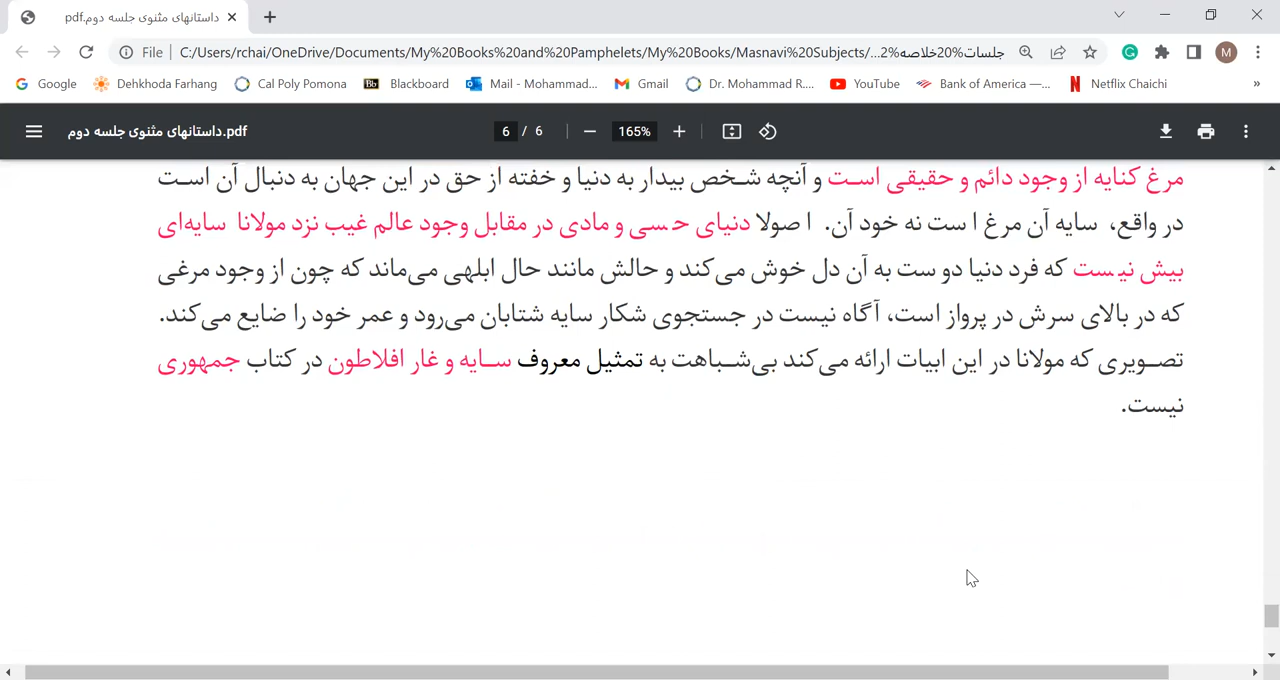 داستانهای مثنوی جلسه دوم.pdf
File | C:/Users/rchai/OneDrive/Documents/My%20Books%20and%20Pamphelets/My%20Books/Masnavi%20Subjects/جلسات%20خلاصه%2...
M
Google Dehkhoda Farhang Cal Poly Pomona Bb Blackboard Mail - Mohammad... Gmail Dr. Mohammad R.... YouTube Bank of America —... N Netflix Chaichi »
داستانهای مثنوی جلسه دوم.pdf 6 / 6 — 165% +
مرغ کنایه از وجود دائم و حقیقی است و آنچه شخص بیدار به دنیا و خفته از حق در این جهان به دنبال آن است
در واقع، سایه آن مرغ است نه خود آن. اصولا دنیای حسی و مادی در مقابل وجود عالم غیب نزد مولانا سایه‌ای
بیش نیست که فرد دنیا دوست به آن دل خوش می‌کند و حالش مانند حال ابلهی می‌ماند که چون از وجود مرغی
که در بالای سرش در پرواز است، آگاه نیست در جستجوی شکار سایه شتابان می‌رود و عمر خود را ضایع می‌کند.
تصویری که مولانا در این ابیات ارائه می‌کند بی‌شباهت به تمثیل معروف سایه و غار افلاطون در کتاب جمهوری
نیست.